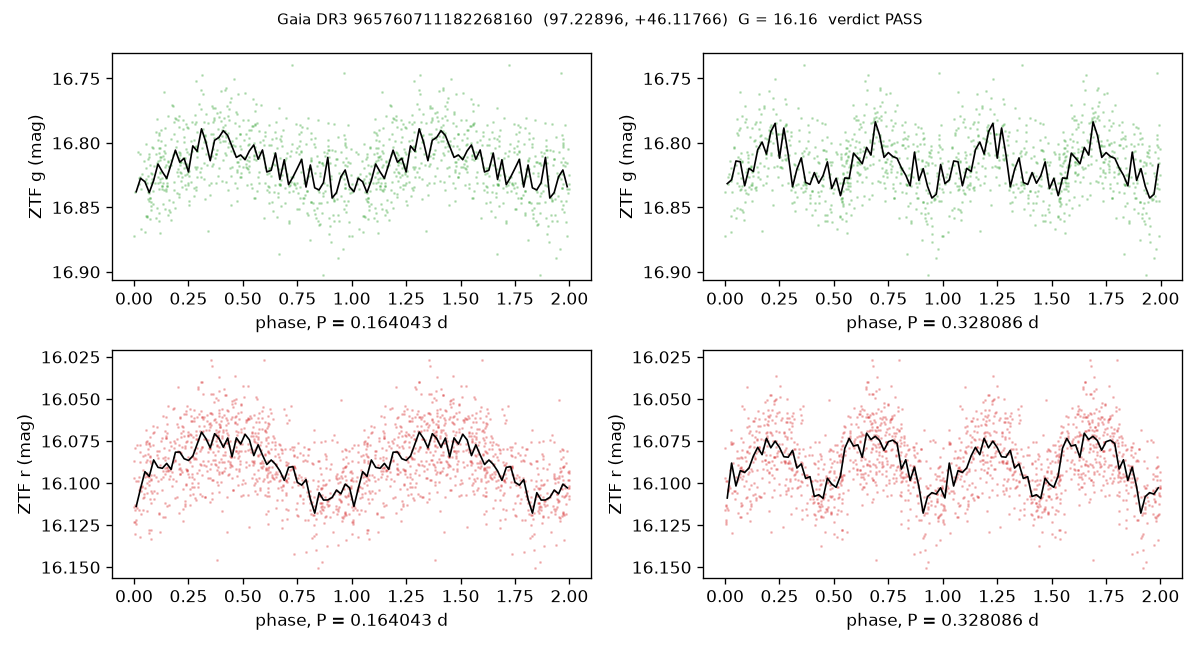 Gaia DR3 965760711182268160 (97.22896, +46.11766) G = 16.16 verdict PASS
ZTF g (mag)
16.75
16.80
16.85
16.90
0.00 0.25 0.50 0.75 1.00 1.25 1.50 1.75 2.00
phase, P = 0.164043 d
ZTF g (mag)
16.75
16.80
16.85
16.90
0.00 0.25 0.50 0.75 1.00 1.25 1.50 1.75 2.00
phase, P = 0.328086 d
ZTF r (mag)
16.025
16.050
16.075
16.100
16.125
16.150
0.00 0.25 0.50 0.75 1.00 1.25 1.50 1.75 2.00
phase, P = 0.164043 d
ZTF r (mag)
16.025
16.050
16.075
16.100
16.125
16.150
0.00 0.25 0.50 0.75 1.00 1.25 1.50 1.75 2.00
phase, P = 0.328086 d